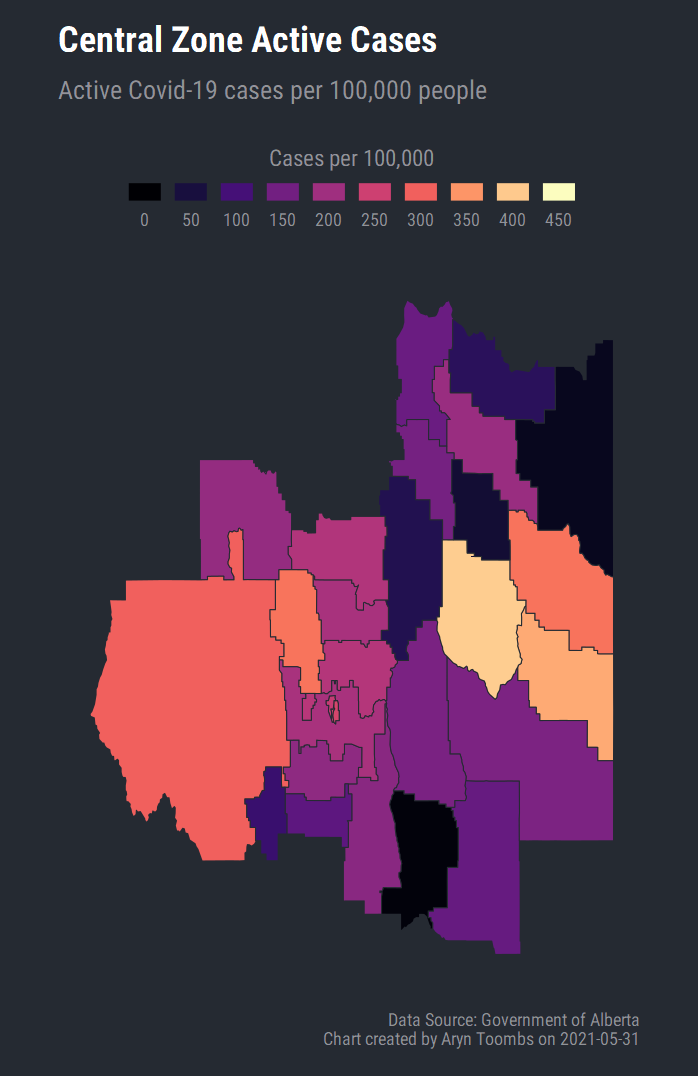 Central Zone Active Cases
Active Covid-19 cases per 100,000 people
Cases per 100,000
0 50 100 150 200 250 300 350 400 450
Data Source: Government of Alberta
Chart created by Aryn Toombs on 2021-05-31